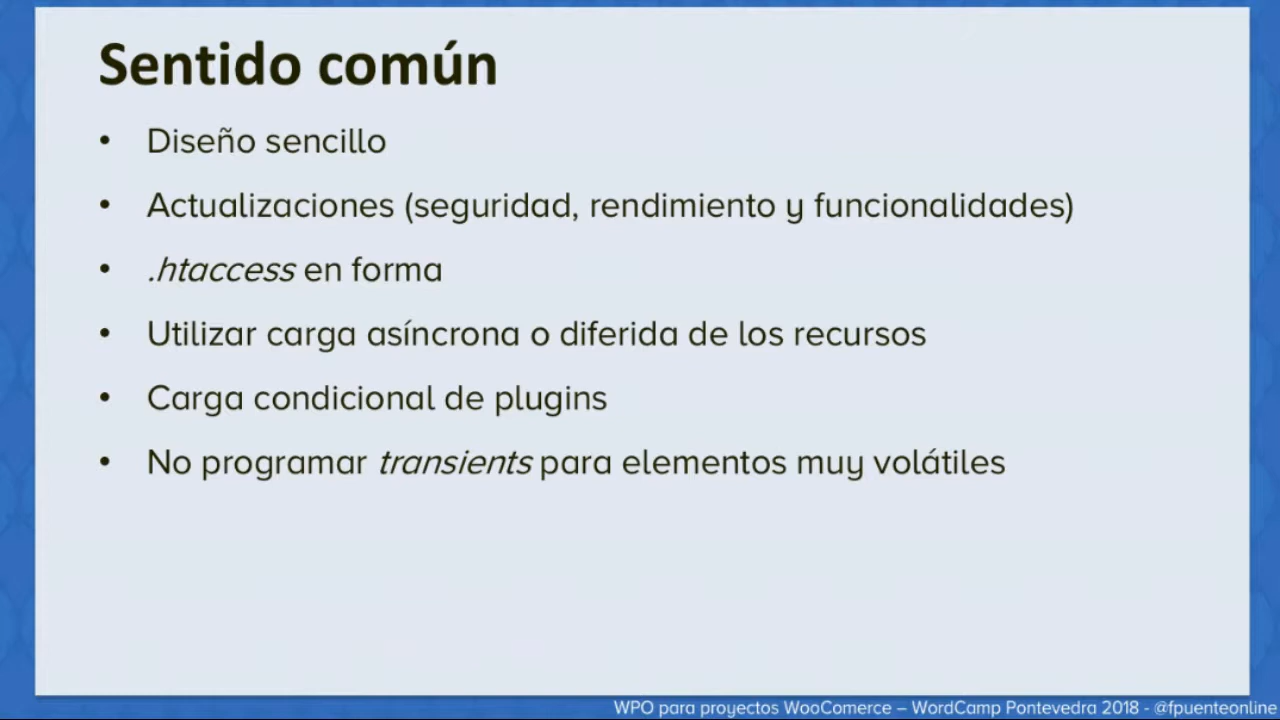 Sentido común
• Diseño sencillo
• Actualizaciones (seguridad, rendimiento y funcionalidades)
• .htaccess en forma
• Utilizar carga asíncrona o diferida de los recursos
• Carga condicional de plugins
• No programar transients para elementos muy volátiles
WPO para proyectos WooComerce – WordCamp Pontevedra 2018 - @fpuenteonline